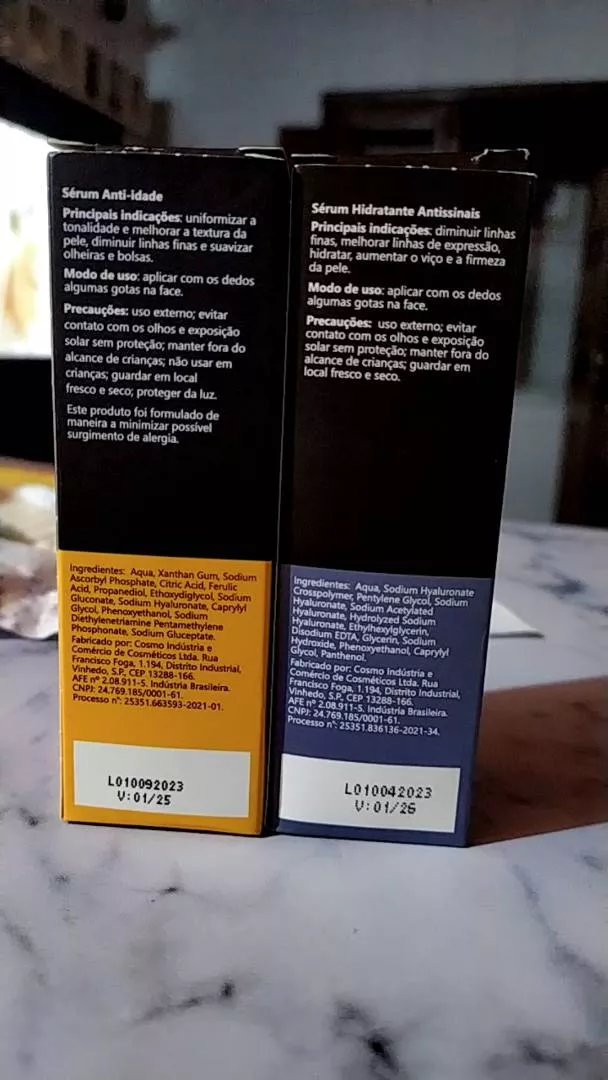 Sérum Anti-idade
Principais indicações: uniformizar a
tonalidade e melhorar a textura da
pele, diminuir linhas finas e suavizar
olheiras e bolsas.
Modo de uso: aplicar com os dedos
algumas gotas na face.
Precauções: uso externo; evitar
contato com os olhos e exposição
solar sem proteção; manter fora do
alcance de crianças; não usar em
crianças; guardar em local
fresco e seco; proteger da luz.
Este produto foi formulado de
maneira a minimizar possível
surgimento de alergia.
Ingredientes: Aqua, Xanthan Gum, Sodium
Ascorbyl Phosphate, Citric Acid, Ferulic
Acid, Propanediol, Ethoxydiglycol, Sodium
Gluconate, Sodium Hyaluronate, Caprylyl
Glycol, Phenoxyethanol, Sodium
Diethylenetriamine Pentamethylene
Phosphonate, Sodium Gluceptate.
Fabricado por: Cosmo Indústria e
Comércio de Cosméticos Ltda. Rua
Francisco Foga, 1.194, Distrito Industrial,
Vinhedo, S.P., CEP 13288-166.
AFE nº 2.08.911-5. Indústria Brasileira.
CNPJ: 24.769.185/0001-61.
Processo nº: 25351.663593-2021-01.
L010092023
V:01/25
Sérum Hidratante Antissinais
Principais indicações: diminuir linhas
finas, melhorar linhas de expressão,
hidratar, aumentar o viço e a firmeza
da pele.
Modo de uso: aplicar com os dedos
algumas gotas na face.
Precauções: uso externo; evitar
contato com os olhos e exposição
solar sem proteção; manter fora do
alcance de crianças; guardar em
local fresco e seco.
Ingredientes: Aqua, Sodium Hyaluronate
Crosspolymer, Pentylene Glycol, Sodium
Hyaluronate, Sodium Acetylated
Hyaluronate, Hydrolyzed Sodium
Hyaluronate, Ethylhexylglycerin,
Disodium EDTA, Glycerin, Sodium
Hydroxide, Phenoxyethanol, Caprylyl
Glycol, Panthenol.
Fabricado por: Cosmo Indústria e
Comércio de Cosméticos Ltda. Rua
Francisco Foga, 1.194, Distrito Industrial,
Vinhedo, S.P., CEP 13288-166.
AFE nº 2.08.911-5. Indústria Brasileira.
CNPJ: 24.769.185/0001-61.
Processo nº: 25351.836136-2021-34.
L010042023
V:01/26